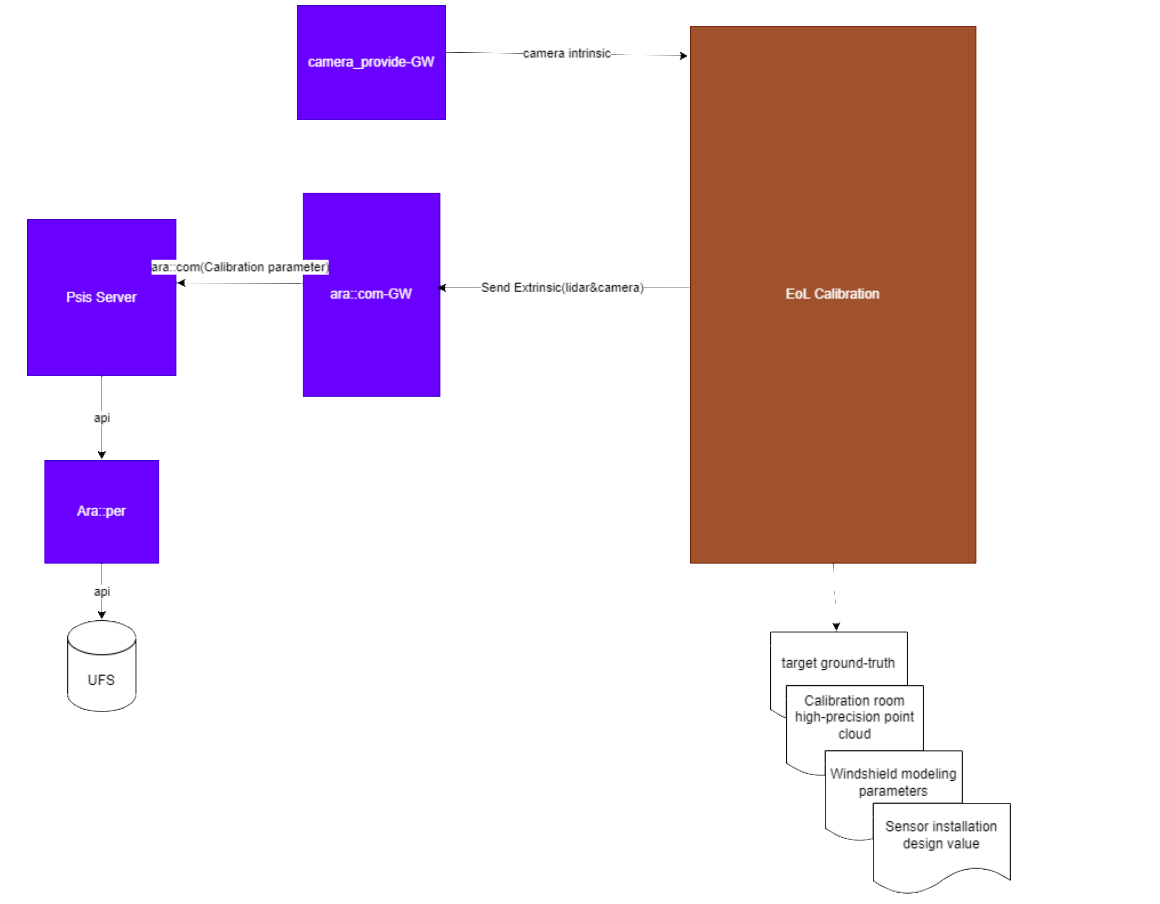 camera_provide-GW
camera intrinsic
ara::com(Calibration parameter)
Psis Server
ara::com-GW
Send Extrinsic(lidar&camera)
EoL Calibration
api
Ara::per
api
UFS
target ground-truth
Calibration room
high-precision point
cloud
Windshield modeling
parameters
Sensor installation
design value